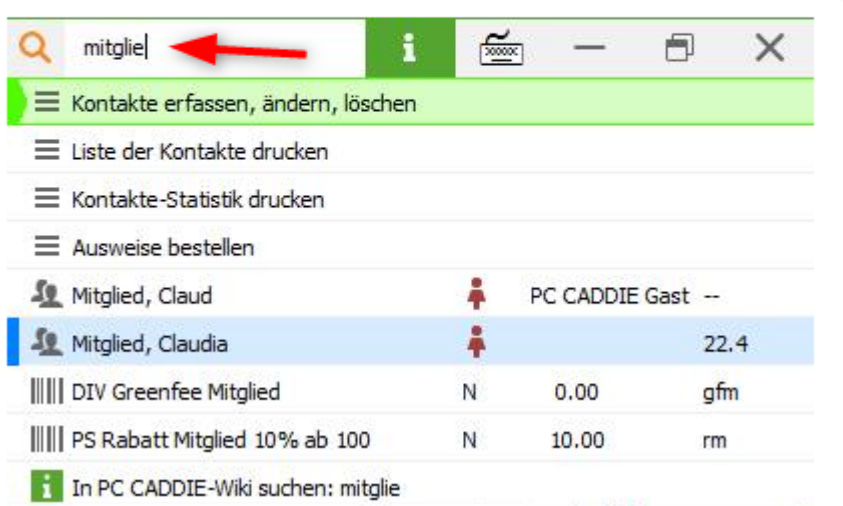 mitglie
Kontakte erfassen, ändern, löschen
Liste der Kontakte drucken
Kontakte-Statistik drucken
Ausweise bestellen
Mitglied, Claud PC CADDIE Gast --
Mitglied, Claudia 22.4
DIV Greenfee Mitglied N 0.00 gfm
PS Rabatt Mitglied 10% ab 100 N 10.00 rm
In PC CADDIE-Wiki suchen: mitglie